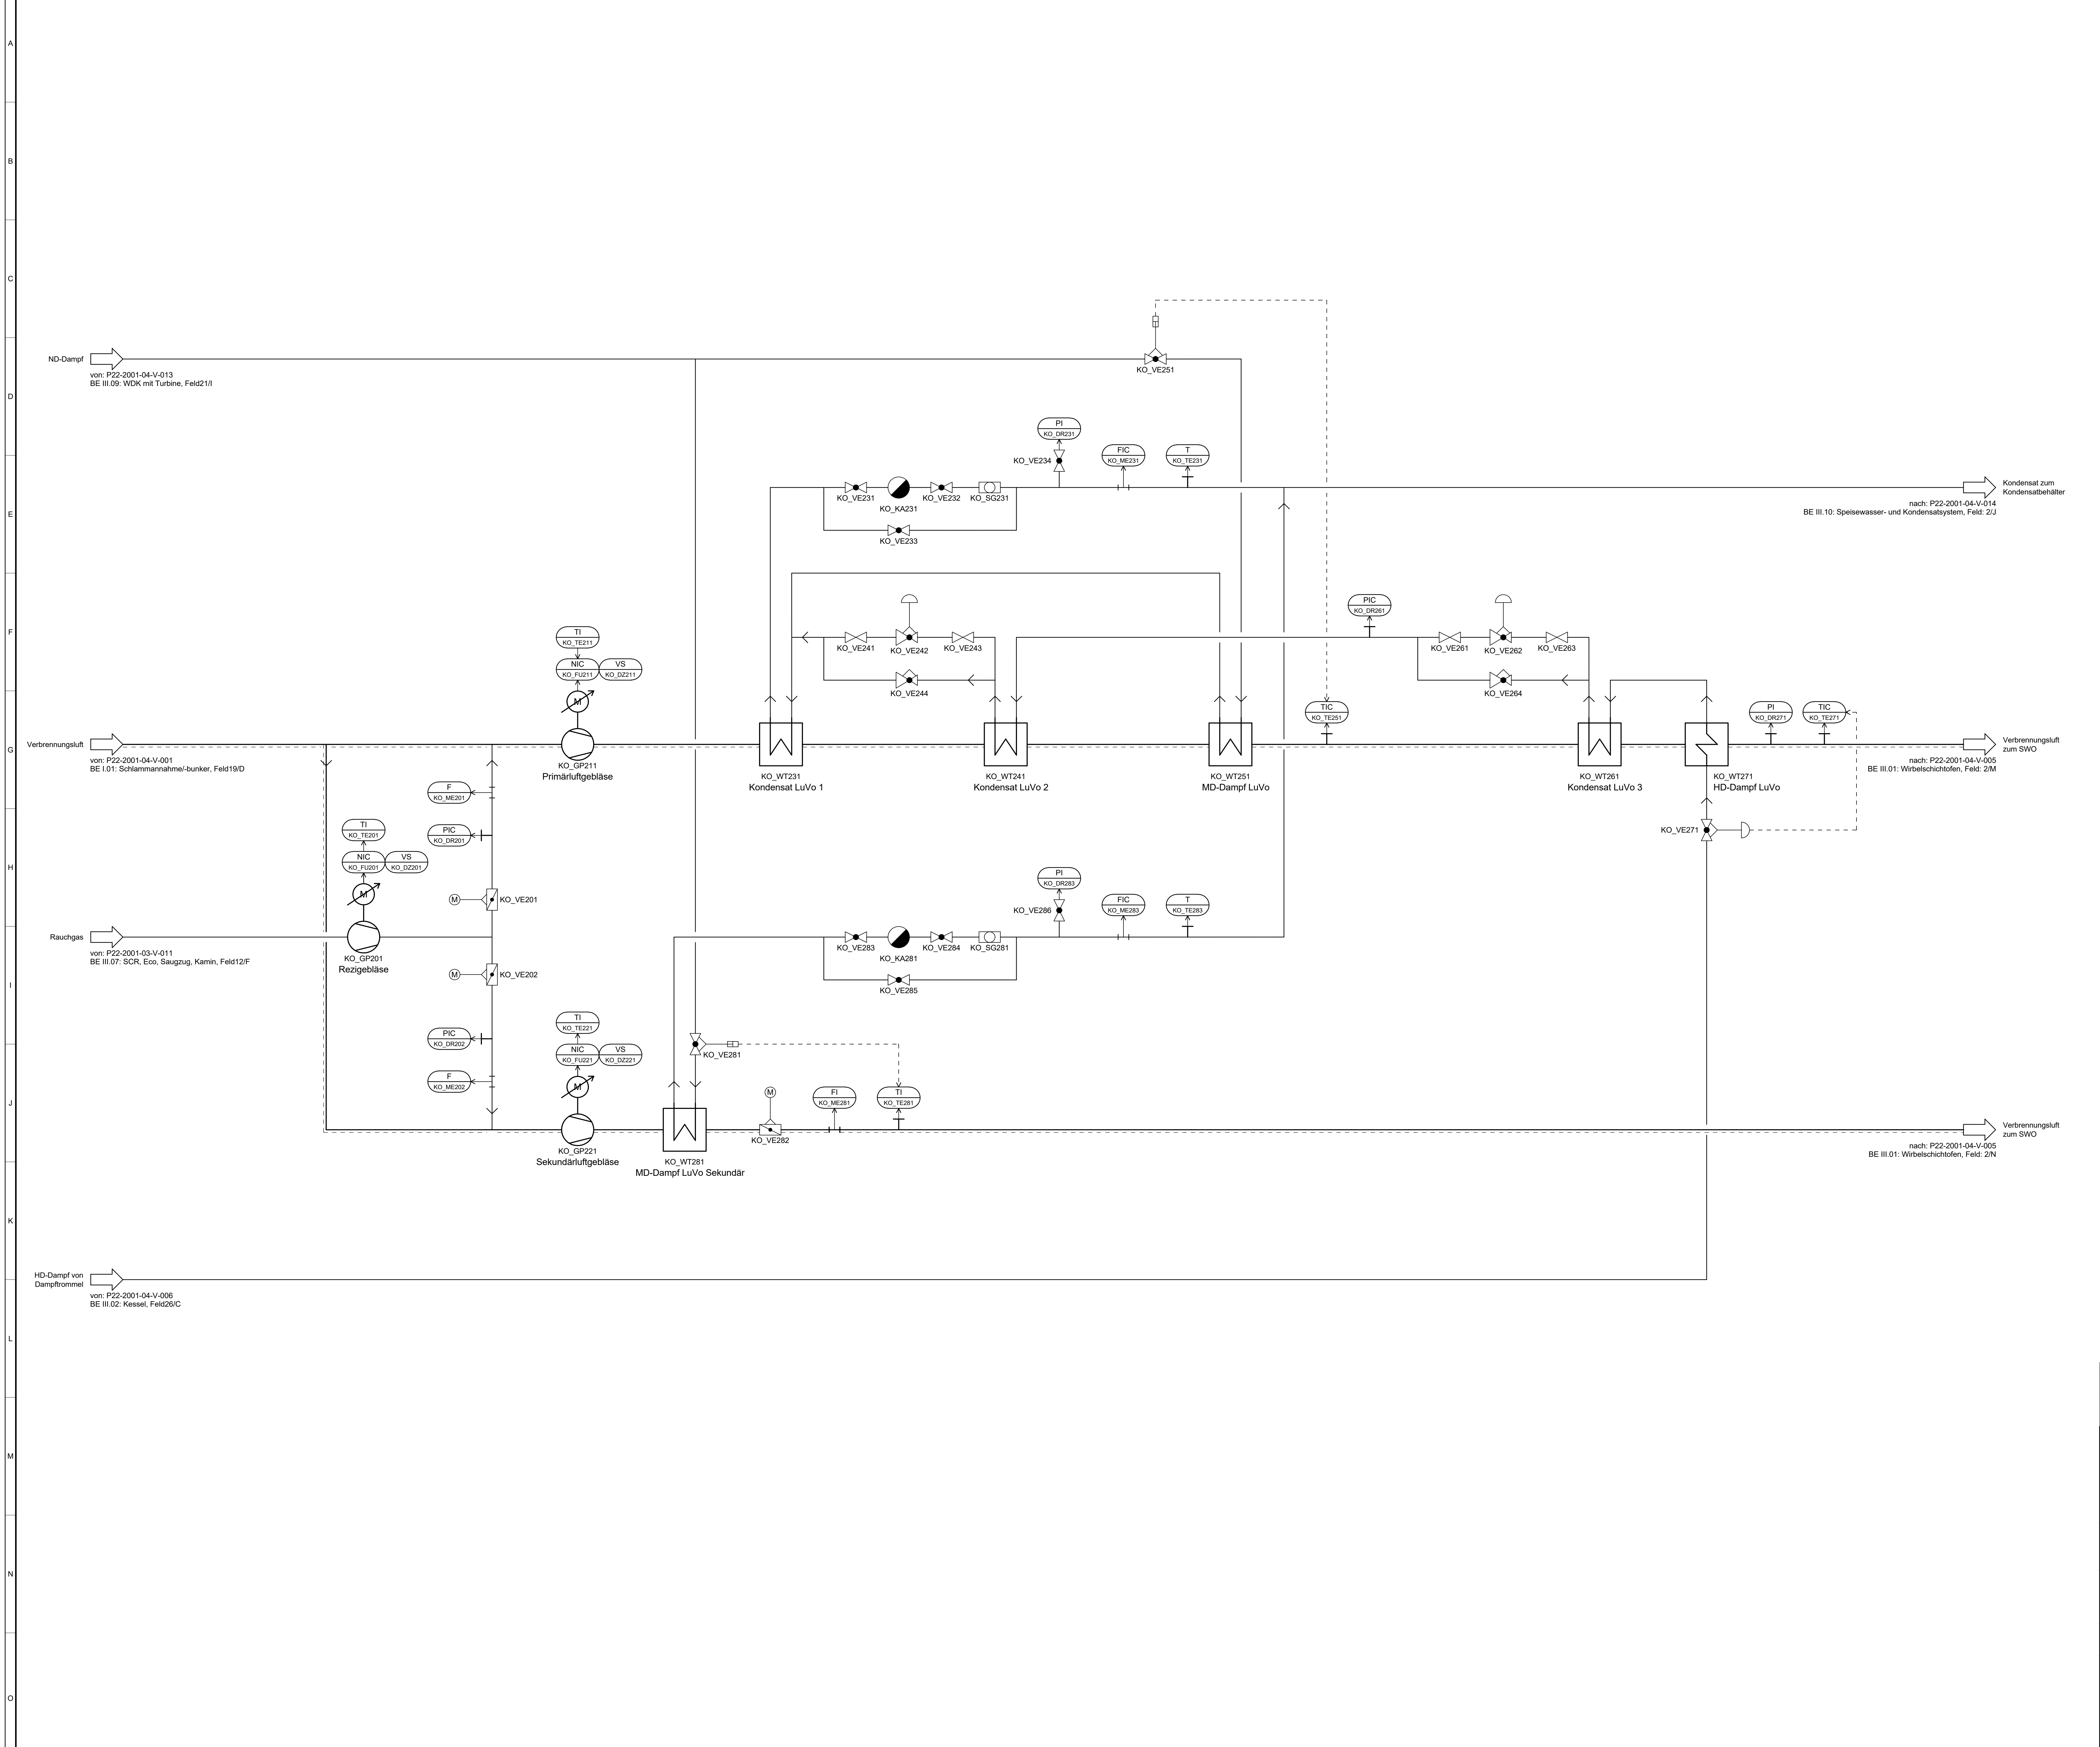 A
B
C
D
E
F
G
H
I
J
K
L
M
N
O
ND-Dampf
von: P22-2001-04-V-013
BE III.09: WDK mit Turbine, Feld21/I
KO_VE251
PI
KO_DR231
KO_VE234
FIC
KO_ME231
T
KO_TE231
KO_VE231
KO_KA231
KO_VE232
KO_SG231
KO_VE233
Kondensat zum
Kondensatbehälter
nach: P22-2001-04-V-014
BE III.10: Speisewasser- und Kondensatsystem, Feld: 2/J
PIC
KO_DR261
KO_VE241
KO_VE242
KO_VE243
KO_VE244
KO_VE261
KO_VE262
KO_VE263
KO_VE264
TI
KO_TE211
NIC
KO_FU211
VS
KO_DZ211
M
KO_GP211
Primärluftgebläse
Verbrennungsluft
von: P22-2001-04-V-001
BE I.01: Schlammannahme/-bunker, Feld19/D
KO_WT231
Kondensat LuVo 1
KO_WT241
Kondensat LuVo 2
KO_WT251
MD-Dampf LuVo
TIC
KO_TE251
KO_WT261
Kondensat LuVo 3
KO_WT271
HD-Dampf LuVo
PI
KO_DR271
TIC
KO_TE271
Verbrennungsluft
zum SWO
nach: P22-2001-04-V-005
BE III.01: Wirbelschichtofen, Feld: 2/M
KO_VE271
F
KO_ME201
PIC
KO_DR201
TI
KO_TE201
NIC
KO_FU201
VS
KO_DZ201
M
M
KO_VE201
Rauchgas
von: P22-2001-03-V-011
BE III.07: SCR, Eco, Saugzug, Kamin, Feld12/F
KO_GP201
Rezigebläse
M
KO_VE202
PI
KO_DR283
KO_VE286
FIC
KO_ME283
T
KO_TE283
KO_VE283
KO_KA281
KO_VE284
KO_SG281
KO_VE285
PIC
KO_DR202
F
KO_ME202
TI
KO_TE221
NIC
KO_FU221
VS
KO_DZ221
M
KO_GP221
Sekundärluftgebläse
KO_VE281
KO_WT281
MD-Dampf LuVo Sekundär
M
KO_VE282
FI
KO_ME281
TI
KO_TE281
Verbrennungsluft
zum SWO
nach: P22-2001-04-V-005
BE III.01: Wirbelschichtofen, Feld: 2/N
HD-Dampf von
Dampftrommel
von: P22-2001-04-V-006
BE III.02: Kessel, Feld26/C